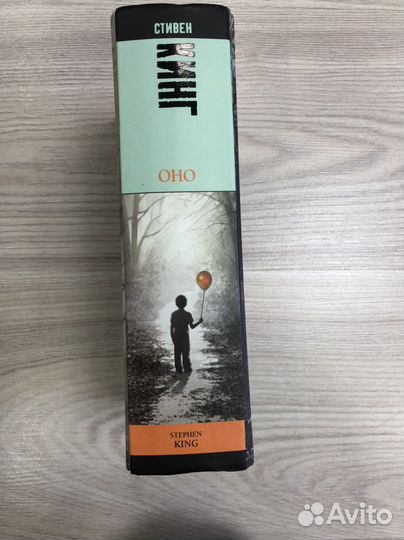 СТИВЕН
КИНГ
ОНО
STEPHEN
KING
Avito